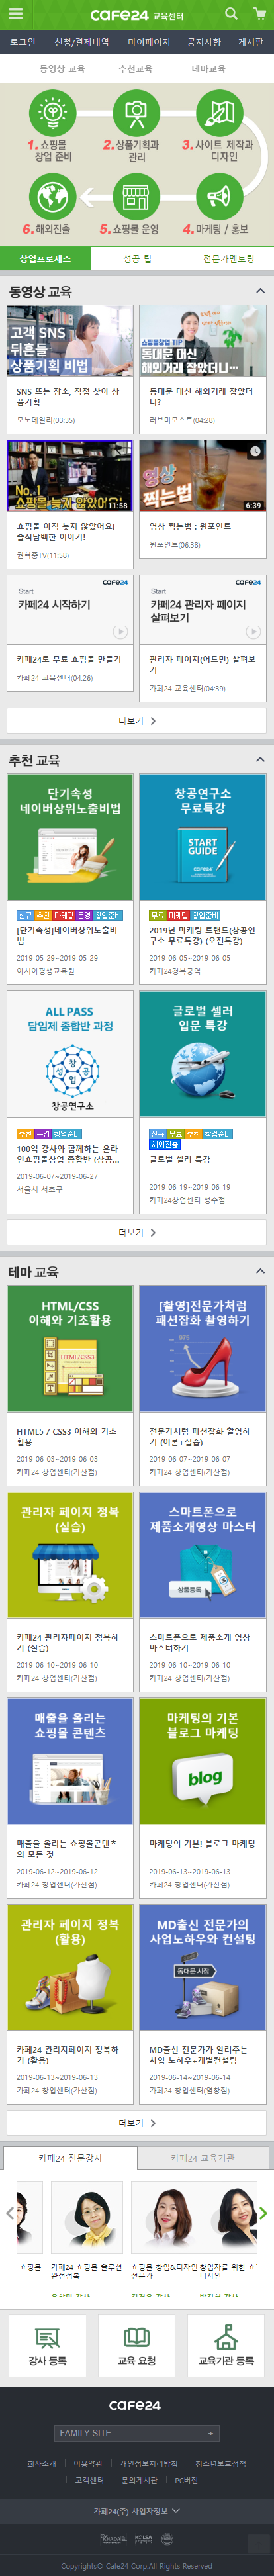 cafe24 교육센터
로그인 신청/결제내역 마이페이지 공지사항 게시판
동영상 교육 추천교육 테마교육
1. 쇼핑몰 창업 준비
2. 상품기획과 관리
3. 사이트 제작과 디자인
6. 해외진출
5. 쇼핑몰 운영
4. 마케팅 / 홍보
창업프로세스 성공 팁 전문가멘토링
동영상 교육
고객 SNS
뒤흔들
상품기획 비법
SNS 뜨는 장소, 직접 찾아 상품기획
모노데일리(03:35)
쇼핑몰창업 TIP
동대문 대신
해외거래 잡았더니...
동대문 대신 해외거래 잡았더니?
러브미모스트(04:28)
No.1
쇼핑몰 늦지 않았어요!
11:58
쇼핑몰 아직 늦지 않았어요! 솔직담백한 이야기!
권혁중TV(11:58)
영상
찍는법
6:39
영상 찍는법 : 원포인트
원포인트(06:38)
cafe24
Start
카페24 시작하기
카페24로 무료 쇼핑몰 만들기
카페24 교육센터(04:26)
cafe24
Start
카페24 관리자 페이지
살펴보기
관리자 페이지(어드민) 살펴보기
카페24 교육센터(04:39)
더보기
추천 교육
단기속성
네이버상위노출비법
신규 추천 마케팅 운영 창업준비
[단기속성]네이버상위노출비법
2019-05-29~2019-05-29
아시아평생교육원
창공연구소
무료특강
START
GUIDE
무료 마케팅 창업준비
2019년 마케팅 트랜드(창공연구소 무료특강) (오전특강)
2019-06-05~2019-06-05
카페24경복궁역
ALL PASS
담임제 종합반 과정
창공연구소
추천 운영 창업준비
100억 강사와 함께하는 온라인쇼핑몰창업 종합반 (창공...
2019-06-07~2019-06-27
서울시 서초구
글로벌 셀러
입문 특강
신규 무료 추천 창업준비
해외진출
글로벌 셀러 특강
2019-06-19~2019-06-19
카페24창업센터 성수점
더보기
테마 교육
HTML/CSS
이해와 기초활용
HTML/CSS
HTML5 / CSS3 이해와 기초활용
2019-06-03~2019-06-03
카페24 창업센터(가산점)
[촬영]전문가처럼
패션잡화 촬영하기
전문가처럼 패션잡화 촬영하기 (이론+실습)
2019-06-07~2019-06-07
카페24 창업센터(가산점)
관리자 페이지 정복
(실습)
카페24 관리자페이지 정복하기 (실습)
2019-06-10~2019-06-10
카페24 창업센터(가산점)
스마트폰으로
제품소개영상 마스터
상품등록
스마트폰으로 제품소개 영상 마스터하기
2019-06-10~2019-06-10
카페24 창업센터(가산점)
매출을 올리는
쇼핑몰 콘텐츠
매출을 올리는 쇼핑몰콘텐츠의 모든 것
2019-06-12~2019-06-12
카페24 창업센터(가산점)
마케팅의 기본
블로그 마케팅
blog
마케팅의 기본! 블로그 마케팅
2019-06-13~2019-06-13
카페24 창업센터(가산점)
관리자 페이지 정복
(활용)
카페24 관리자페이지 정복하기 (활용)
2019-06-13~2019-06-13
카페24 창업센터(가산점)
MD출신 전문가의
사업노하우와 컨설팅
동대문 시장
MD출신 전문가가 알려주는 사업 노하우+개별컨설팅
2019-06-14~2019-06-14
카페24 창업센터(염창점)
더보기
카페24 전문강사 카페24 교육기관
쇼핑몰
카페24 쇼핑몰 솔루션 완전정복
쇼핑몰 창업&디자인 전문가
창업자를 위한 쇼 디자인
강사 등록 교육 요청 교육기관 등록
cafe24
FAMILY SITE +
회사소개 이용약관 개인정보처리방침 청소년보호정책
고객센터 문의게시판 PC버전
카페24(주) 사업자정보
Copyrights© Cafe24 Corp.All Rights Reserved